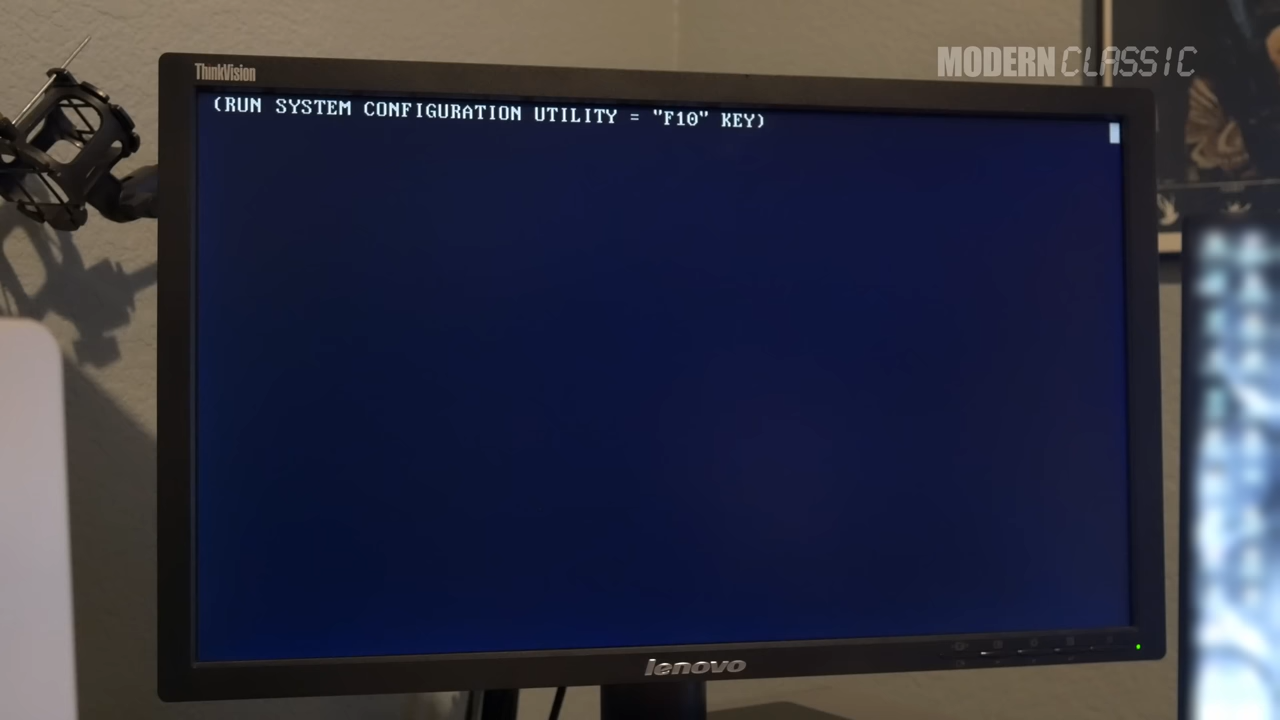 MODERN CLASSIC
ThinkVision
(RUN SYSTEM CONFIGURATION UTILITY = "F10" KEY)
lenovo